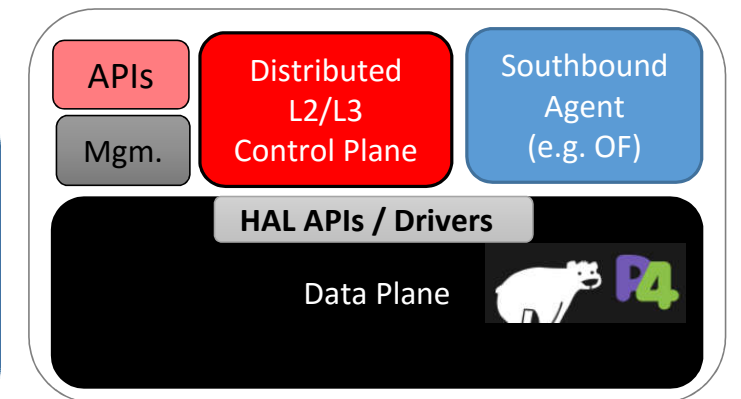 APIs
Mgm.
Distributed
L2/L3
Control Plane
Southbound
Agent
(e.g. OF)
HAL APIs / Drivers
Data Plane
P4